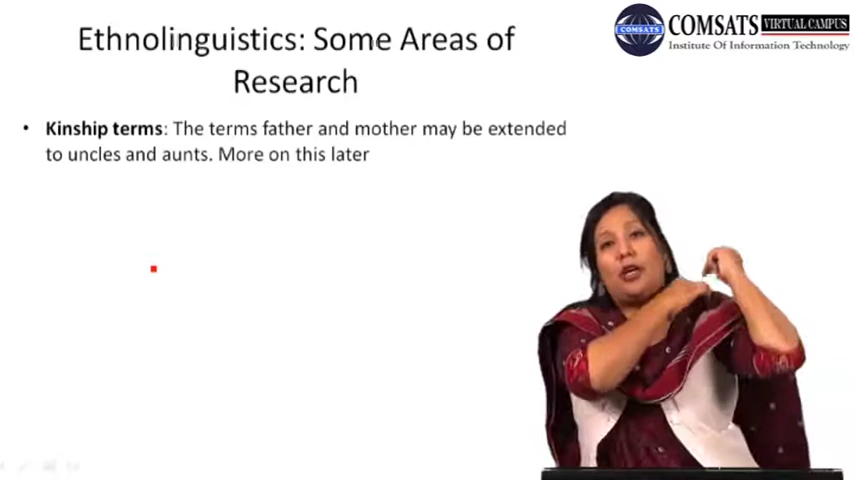 Ethnolinguistics: Some Areas of
Research
COMSATS
COMSATS VIRTUAL CAMPUS
Institute Of Information Technology
• Kinship terms: The terms father and mother may be extended
to uncles and aunts. More on this later